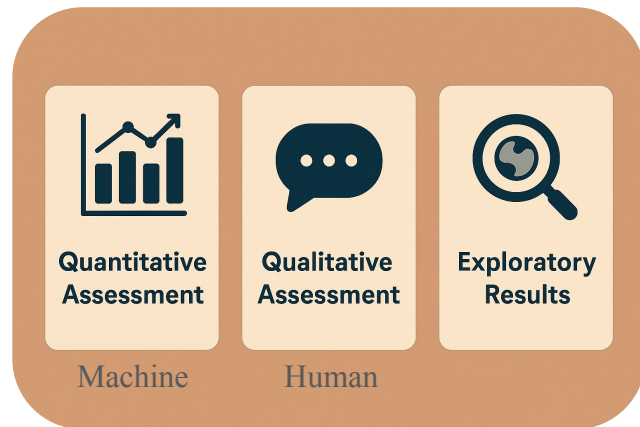 Quantitative
Assessment
Qualitative
Assessment
Exploratory
Results
Machine
Human